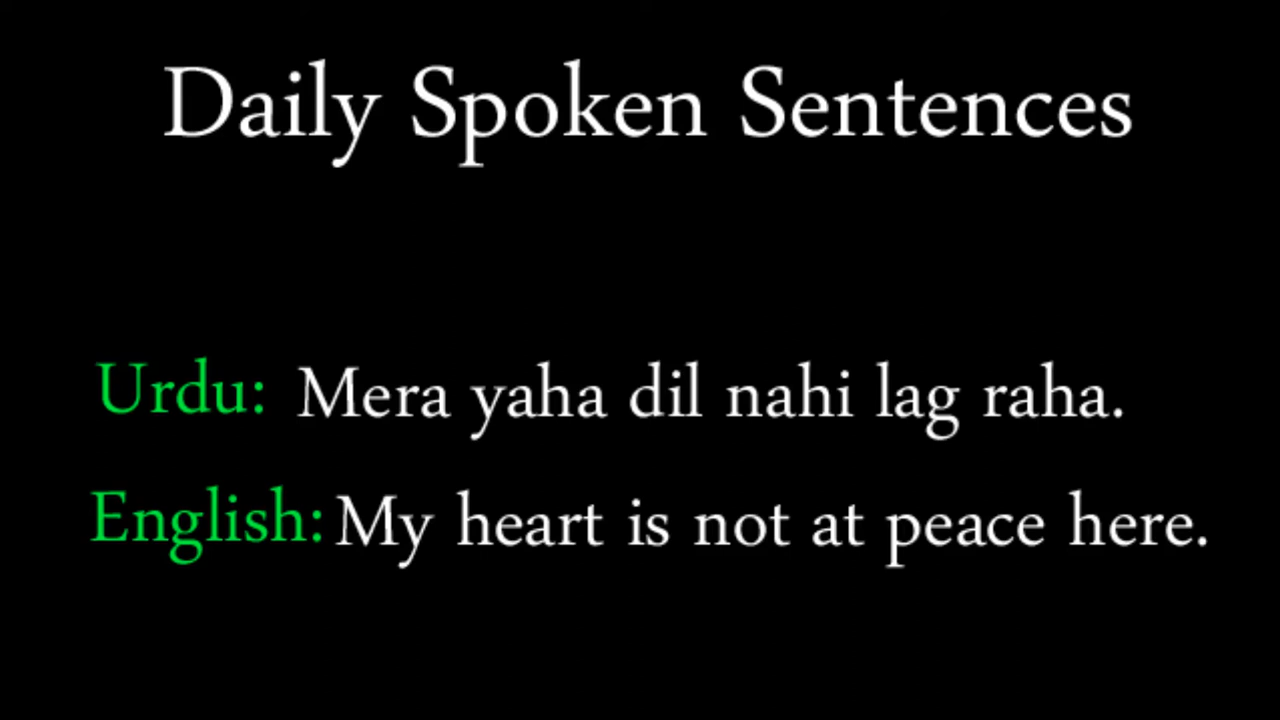 Daily Spoken Sentences
Urdu: Mera yaha dil nahi lag raha.
English: My heart is not at peace here.